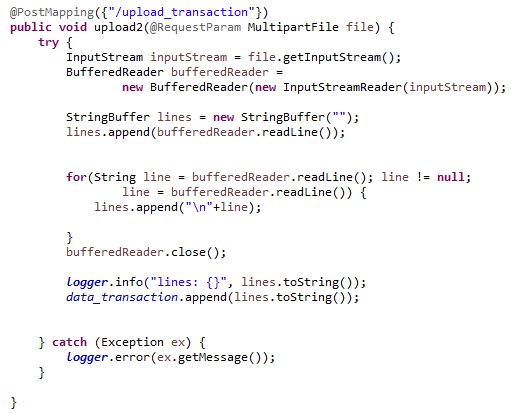 @PostMapping({"/upload_transaction"})
public void upload2(@RequestParam MultipartFile file) {
    try {
        InputStream inputStream = file.getInputStream();
        BufferedReader bufferedReader =
                new BufferedReader(new InputStreamReader(inputStream));

        StringBuffer lines = new StringBuffer("");
        lines.append(bufferedReader.readLine());


        for(String line = bufferedReader.readLine(); line != null;
                line = bufferedReader.readLine()) {
            lines.append("\n"+line);

        }
        bufferedReader.close();

        logger.info("lines: {}", lines.toString());
        data_transaction.append(lines.toString());


    } catch (Exception ex) {
        logger.error(ex.getMessage());
    }

}